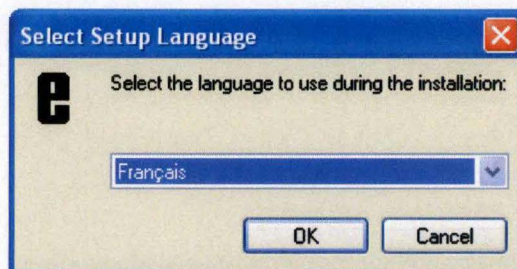 Select Setup Language
e
Select the language to use during the installation:
Français
OK
Cancel